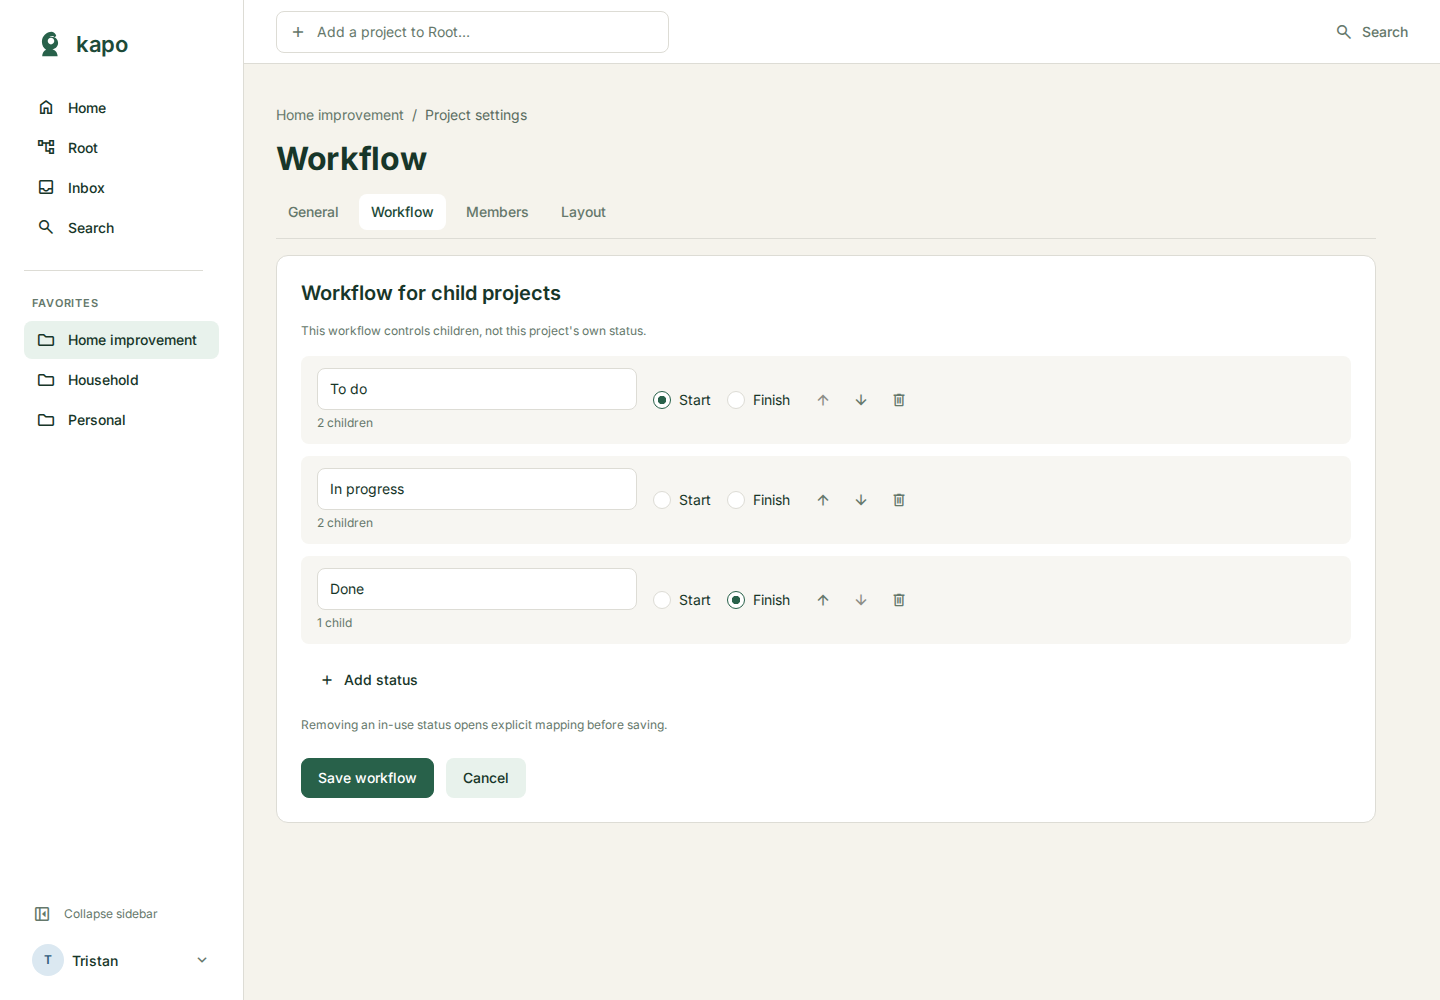 kapo
Add a project to Root...
Search
Home
Root
Inbox
Search
FAVORITES
Home improvement
Household
Personal
Collapse sidebar
T
Tristan
Home improvement / Project settings
Workflow
General
Workflow
Members
Layout
Workflow for child projects
This workflow controls children, not this project's own status.
To do
Start
Finish
2 children
In progress
Start
Finish
2 children
Done
Start
Finish
1 child
Add status
Removing an in-use status opens explicit mapping before saving.
Save workflow
Cancel